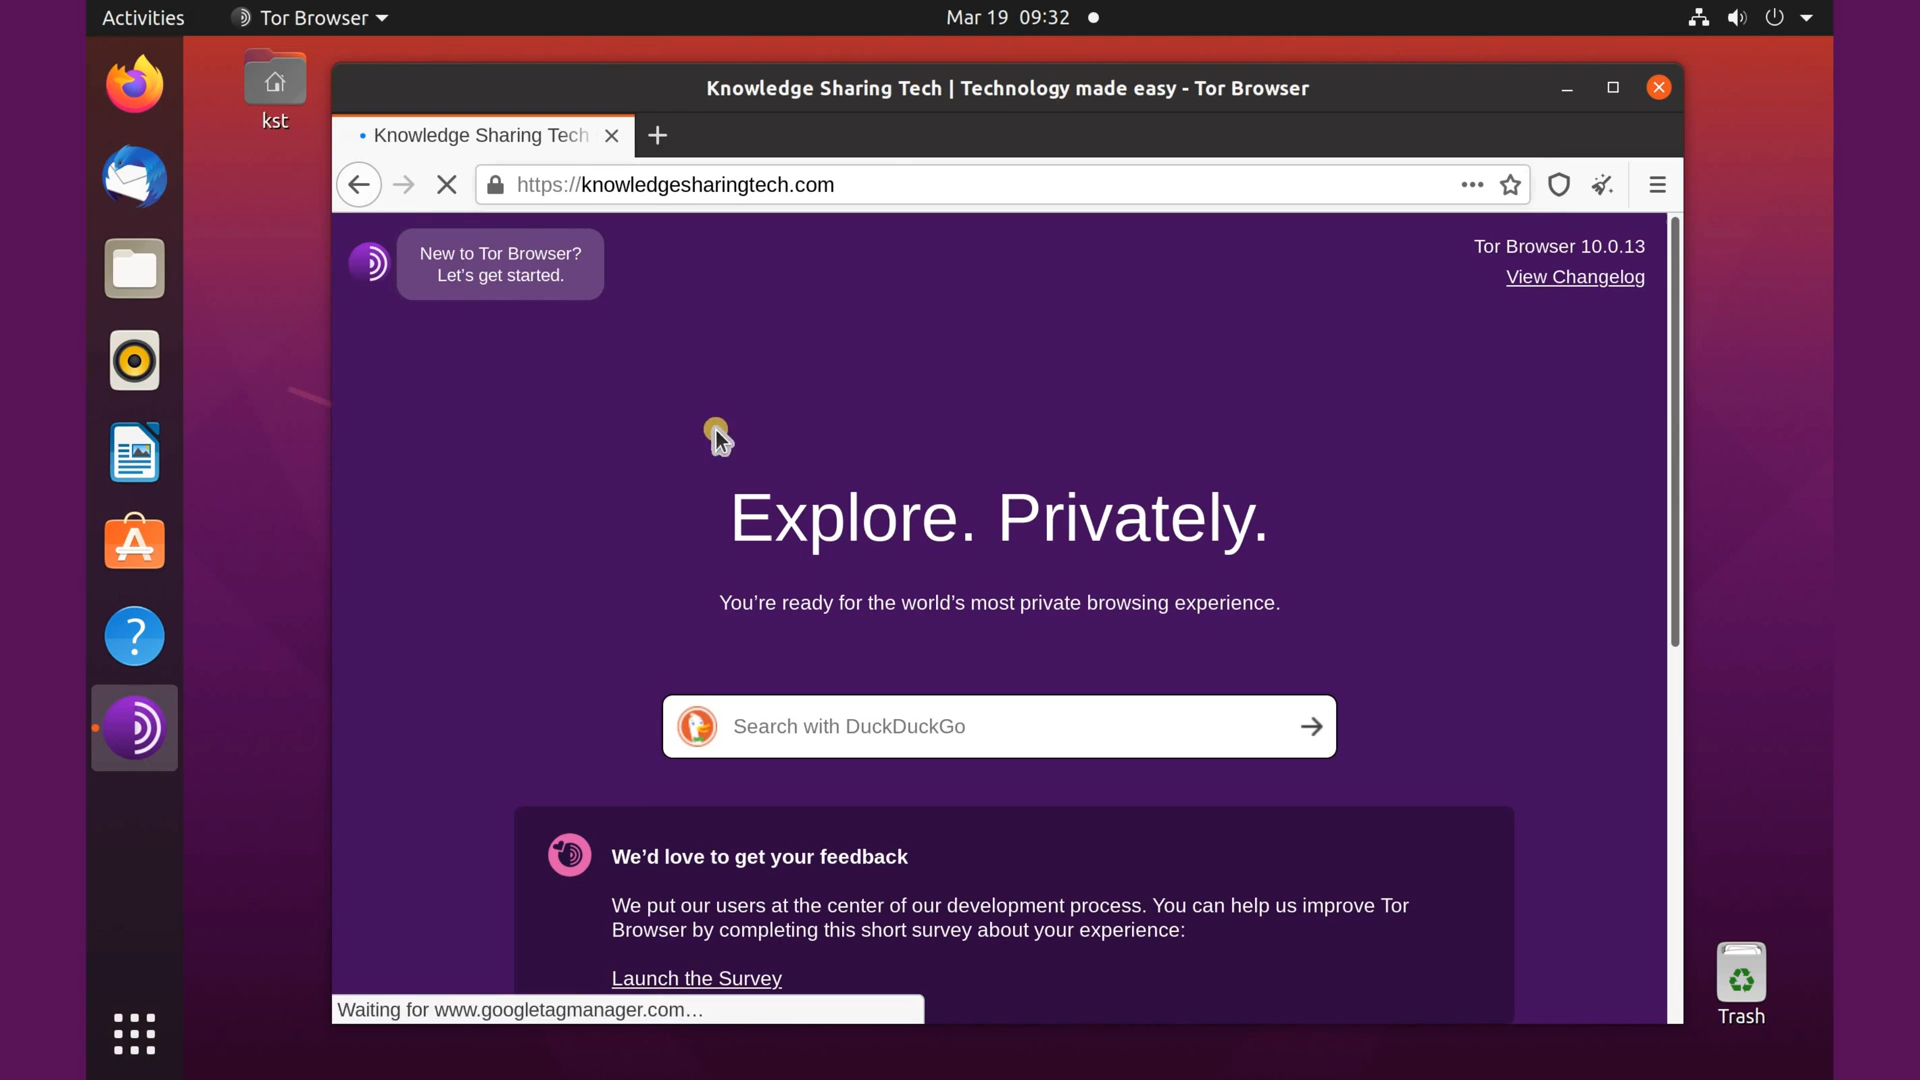 Activities
Tor Browser
Mar 19 09:32
kst
Knowledge Sharing Tech | Technology made easy - Tor Browser
Knowledge Sharing Tech
https://knowledgesharingtech.com
New to Tor Browser?
Let’s get started.
Tor Browser 10.0.13
View Changelog
Explore. Privately.
You’re ready for the world’s most private browsing experience.
Search with DuckDuckGo
We’d love to get your feedback
We put our users at the center of our development process. You can help us improve Tor
Browser by completing this short survey about your experience:
Launch the Survey
Waiting for www.googletagmanager.com…
Trash